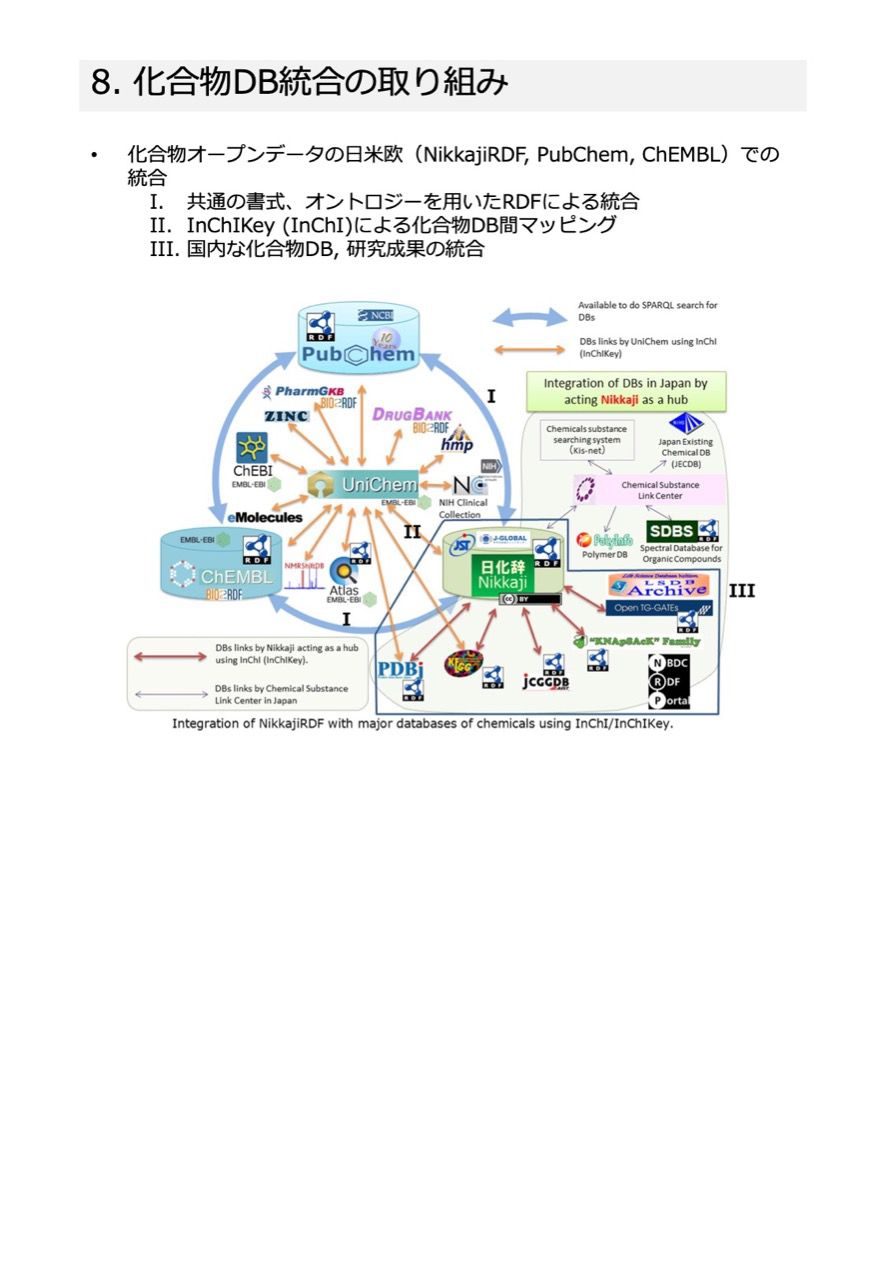 8. 化合物DB統合の取り組み
• 化合物オープンデータの日米欧（NikkajiRDF, PubChem, ChEMBL）での
統合
I. 共通の書式、オントロジーを用いたRDFによる統合
II. InChIKey (InChI)による化合物DB間マッピング
III. 国内な化合物DB, 研究成果の統合
NCBI
RDF
10 Years
PubChem
Available to do SPARQL search for
DBs
DBs links by UniChem using InChI
(InChIKey)
I
Integration of DBs in Japan by
acting Nikkaji as a hub
PharmGKB
BIO2RDF
ZINC
DRUGBANK
BIO2RDF
hmp
ChEBI
EMBL-EBI
UniChem
EMBL-EBI
NIH
NC
NIH Clinical
Collection
Chemicals substance
searching system
(Kis-net)
Japan Existing
Chemical DB
(JECDB)
Chemical Substance
Link Center
eMolecules
II
EMBL-EBI
RDF
ChEMBL
BIO2RDF
NMRShiftDB
RDF
Atlas
EMBL-EBI
I
JST
J-GLOBAL
日化辞
Nikkaji
RDF
CC BY
PolyInfo
Polymer DB
SDBS
RDF
Spectral Database for
Organic Compounds
III
Life Science Database Archive
LSDB
Archive
Open TG-GATEs
RDF
"KNApSAcK" Family
RDF
PDBj
RDF
KEGG
RDF
JCGGDB
RDF
NBDC
RDF
Portal
DBs links by Nikkaji acting as a hub
using InChI (InChIKey).
DBs links by Chemical Substance
Link Center in Japan
Integration of NikkajiRDF with major databases of chemicals using InChI/InChIKey.